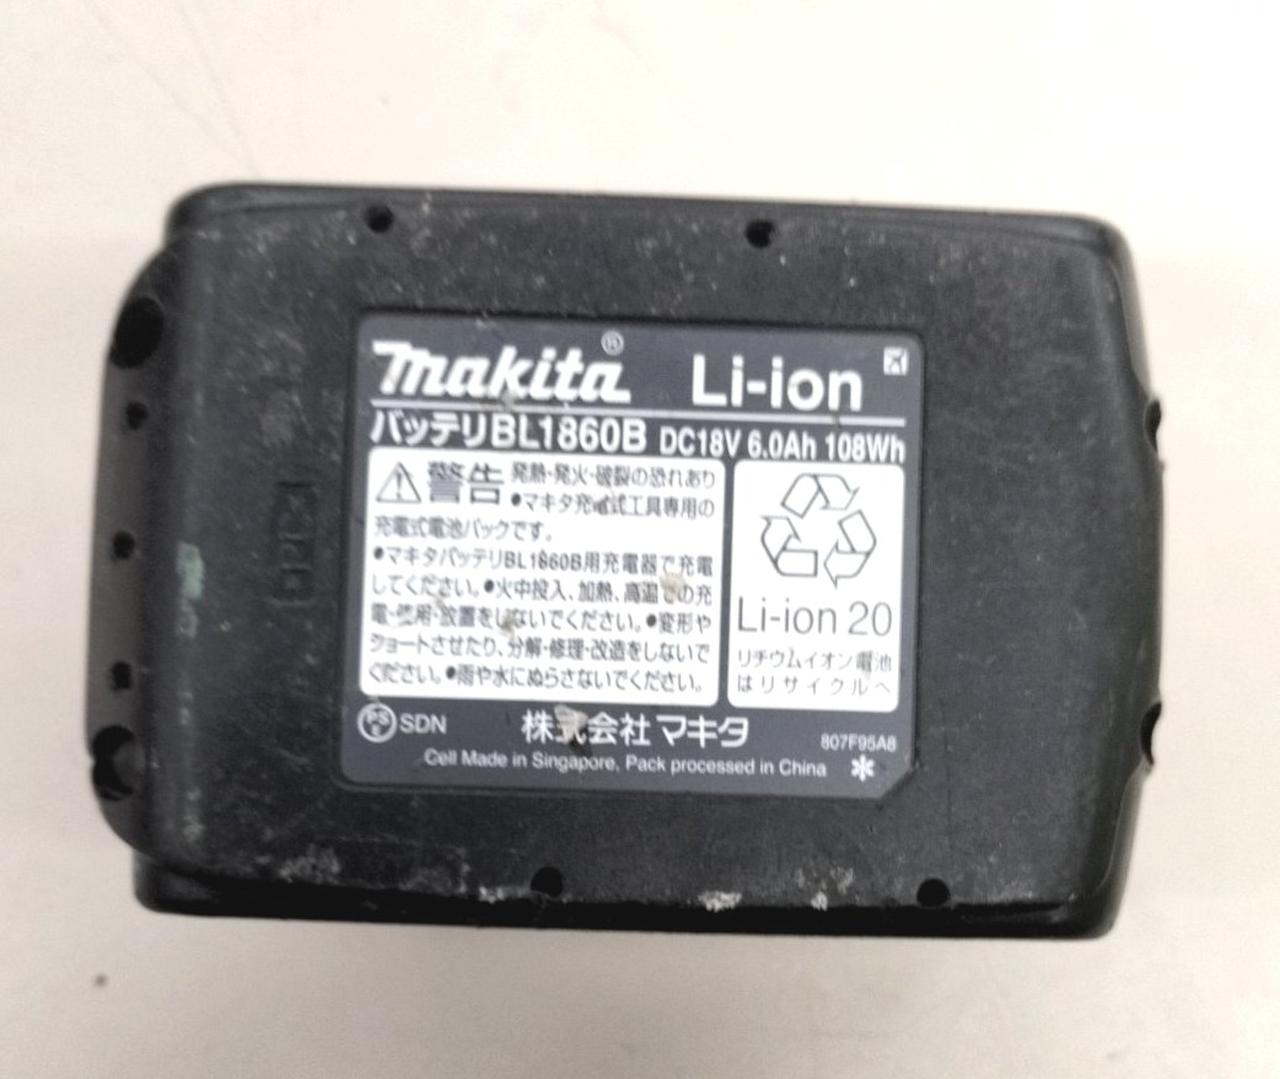 makita® Li-ion
バッテリBL1860B DC18V 6.0Ah 108Wh
警告 発熱・発火・破裂の恐れあり
●マキタ充電式工具専用の
充電式電池パックです。
●マキタバッテリBL1860B用充電器で充電
してください。●火中投入、加熱、高温での充
電・使用・放置をしないでください。●変形や
ショートさせたり、分解・修理・改造をしないで
ください。●雨や水にぬらさないでください。
Li-ion 20
リチウムイオン電池
はリサイクルへ
PS E SDN 株式会社マキタ 807F95A8
Cell Made in Singapore, Pack processed in China *